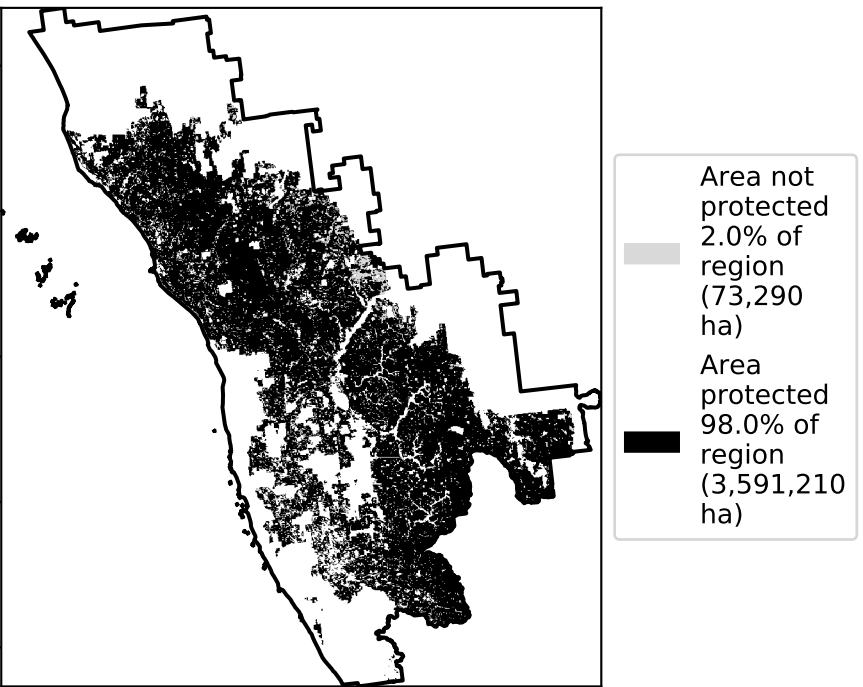 Area not
protected
2.0% of
region
(73,290
ha)
Area
protected
98.0% of
region
(3,591,210
ha)